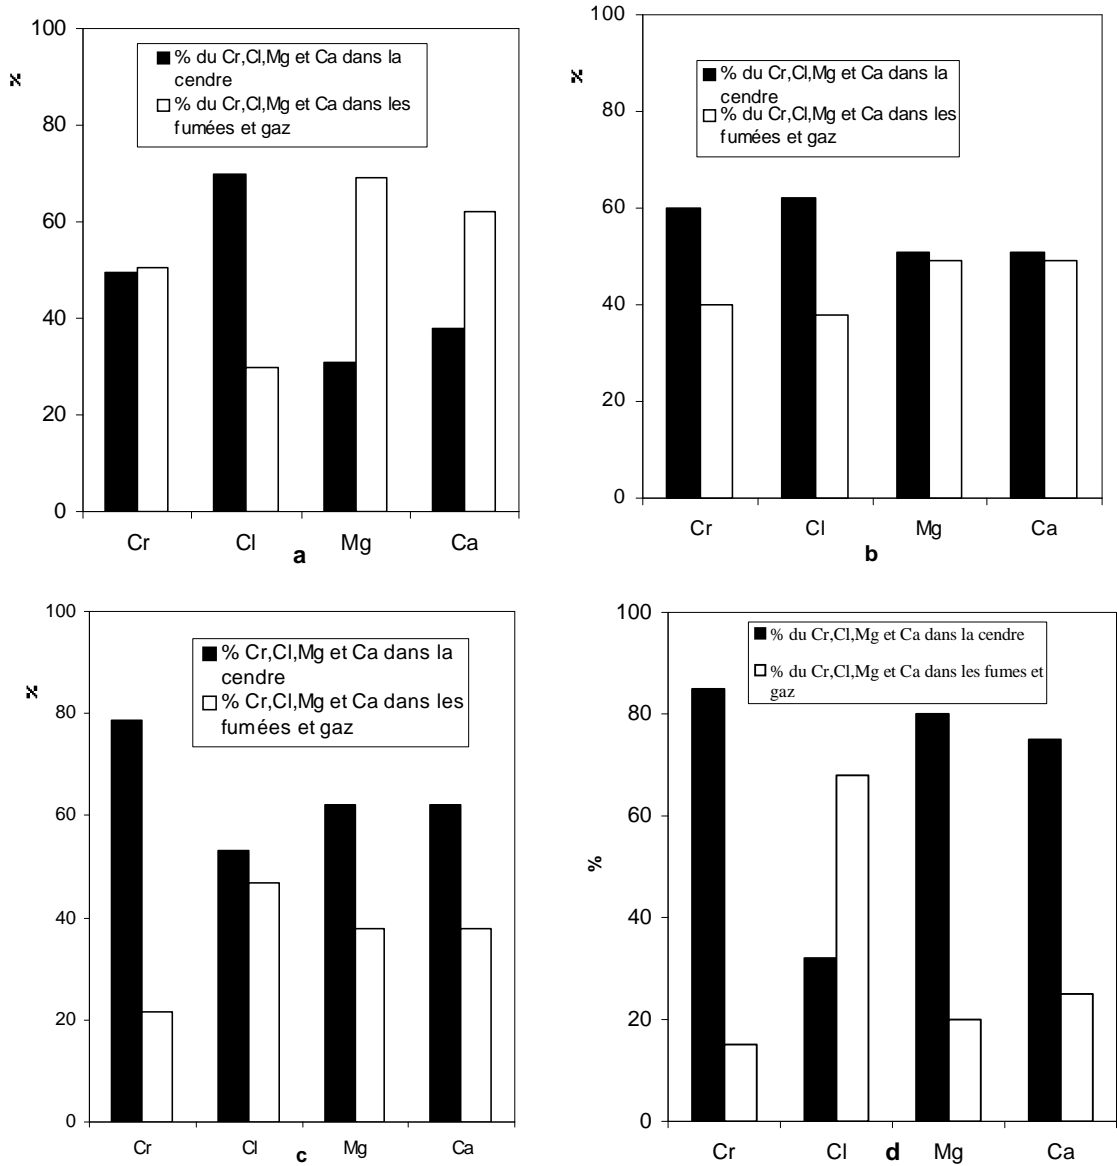 100
80
60
40
20
0
%
% du Cr,Cl,Mg et Ca dans la
cendre
% du Cr,Cl,Mg et Ca dans les
fumées et gaz
Cr Cl Mg Ca
a
100
80
60
40
20
0
%
% du Cr,Cl,Mg et Ca dans la
cendre
% du Cr,Cl,Mg et Ca dans les
fumées et gaz
Cr Cl Mg Ca
b
100
80
60
40
20
0
%
% Cr,Cl,Mg et Ca dans la
cendre
% Cr,Cl,Mg et Ca dans les
fumées et gaz
Cr Cl Mg Ca
c
100
80
60
40
20
0
%
% du Cr,Cl,Mg et Ca dans la cendre
% du Cr,Cl,Mg et Ca dans les fumes et
gaz
Cr Cl d Mg Ca